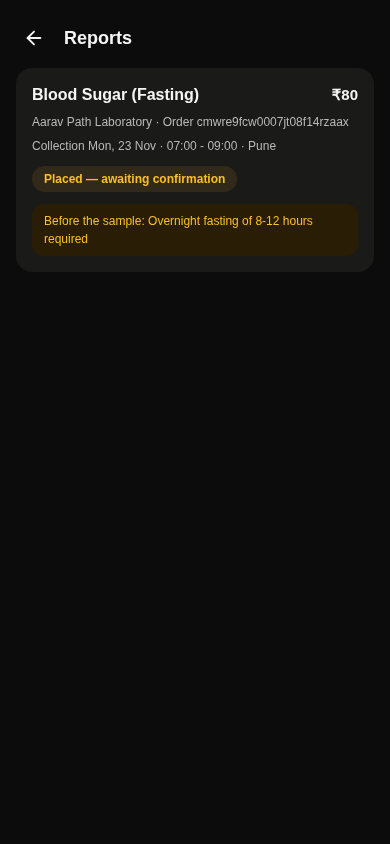 Reports
Blood Sugar (Fasting) ₹80
Aarav Path Laboratory · Order cmwre9fcw0007jt08f14rzaax
Collection Mon, 23 Nov · 07:00 - 09:00 · Pune
Placed — awaiting confirmation
Before the sample: Overnight fasting of 8-12 hours
required